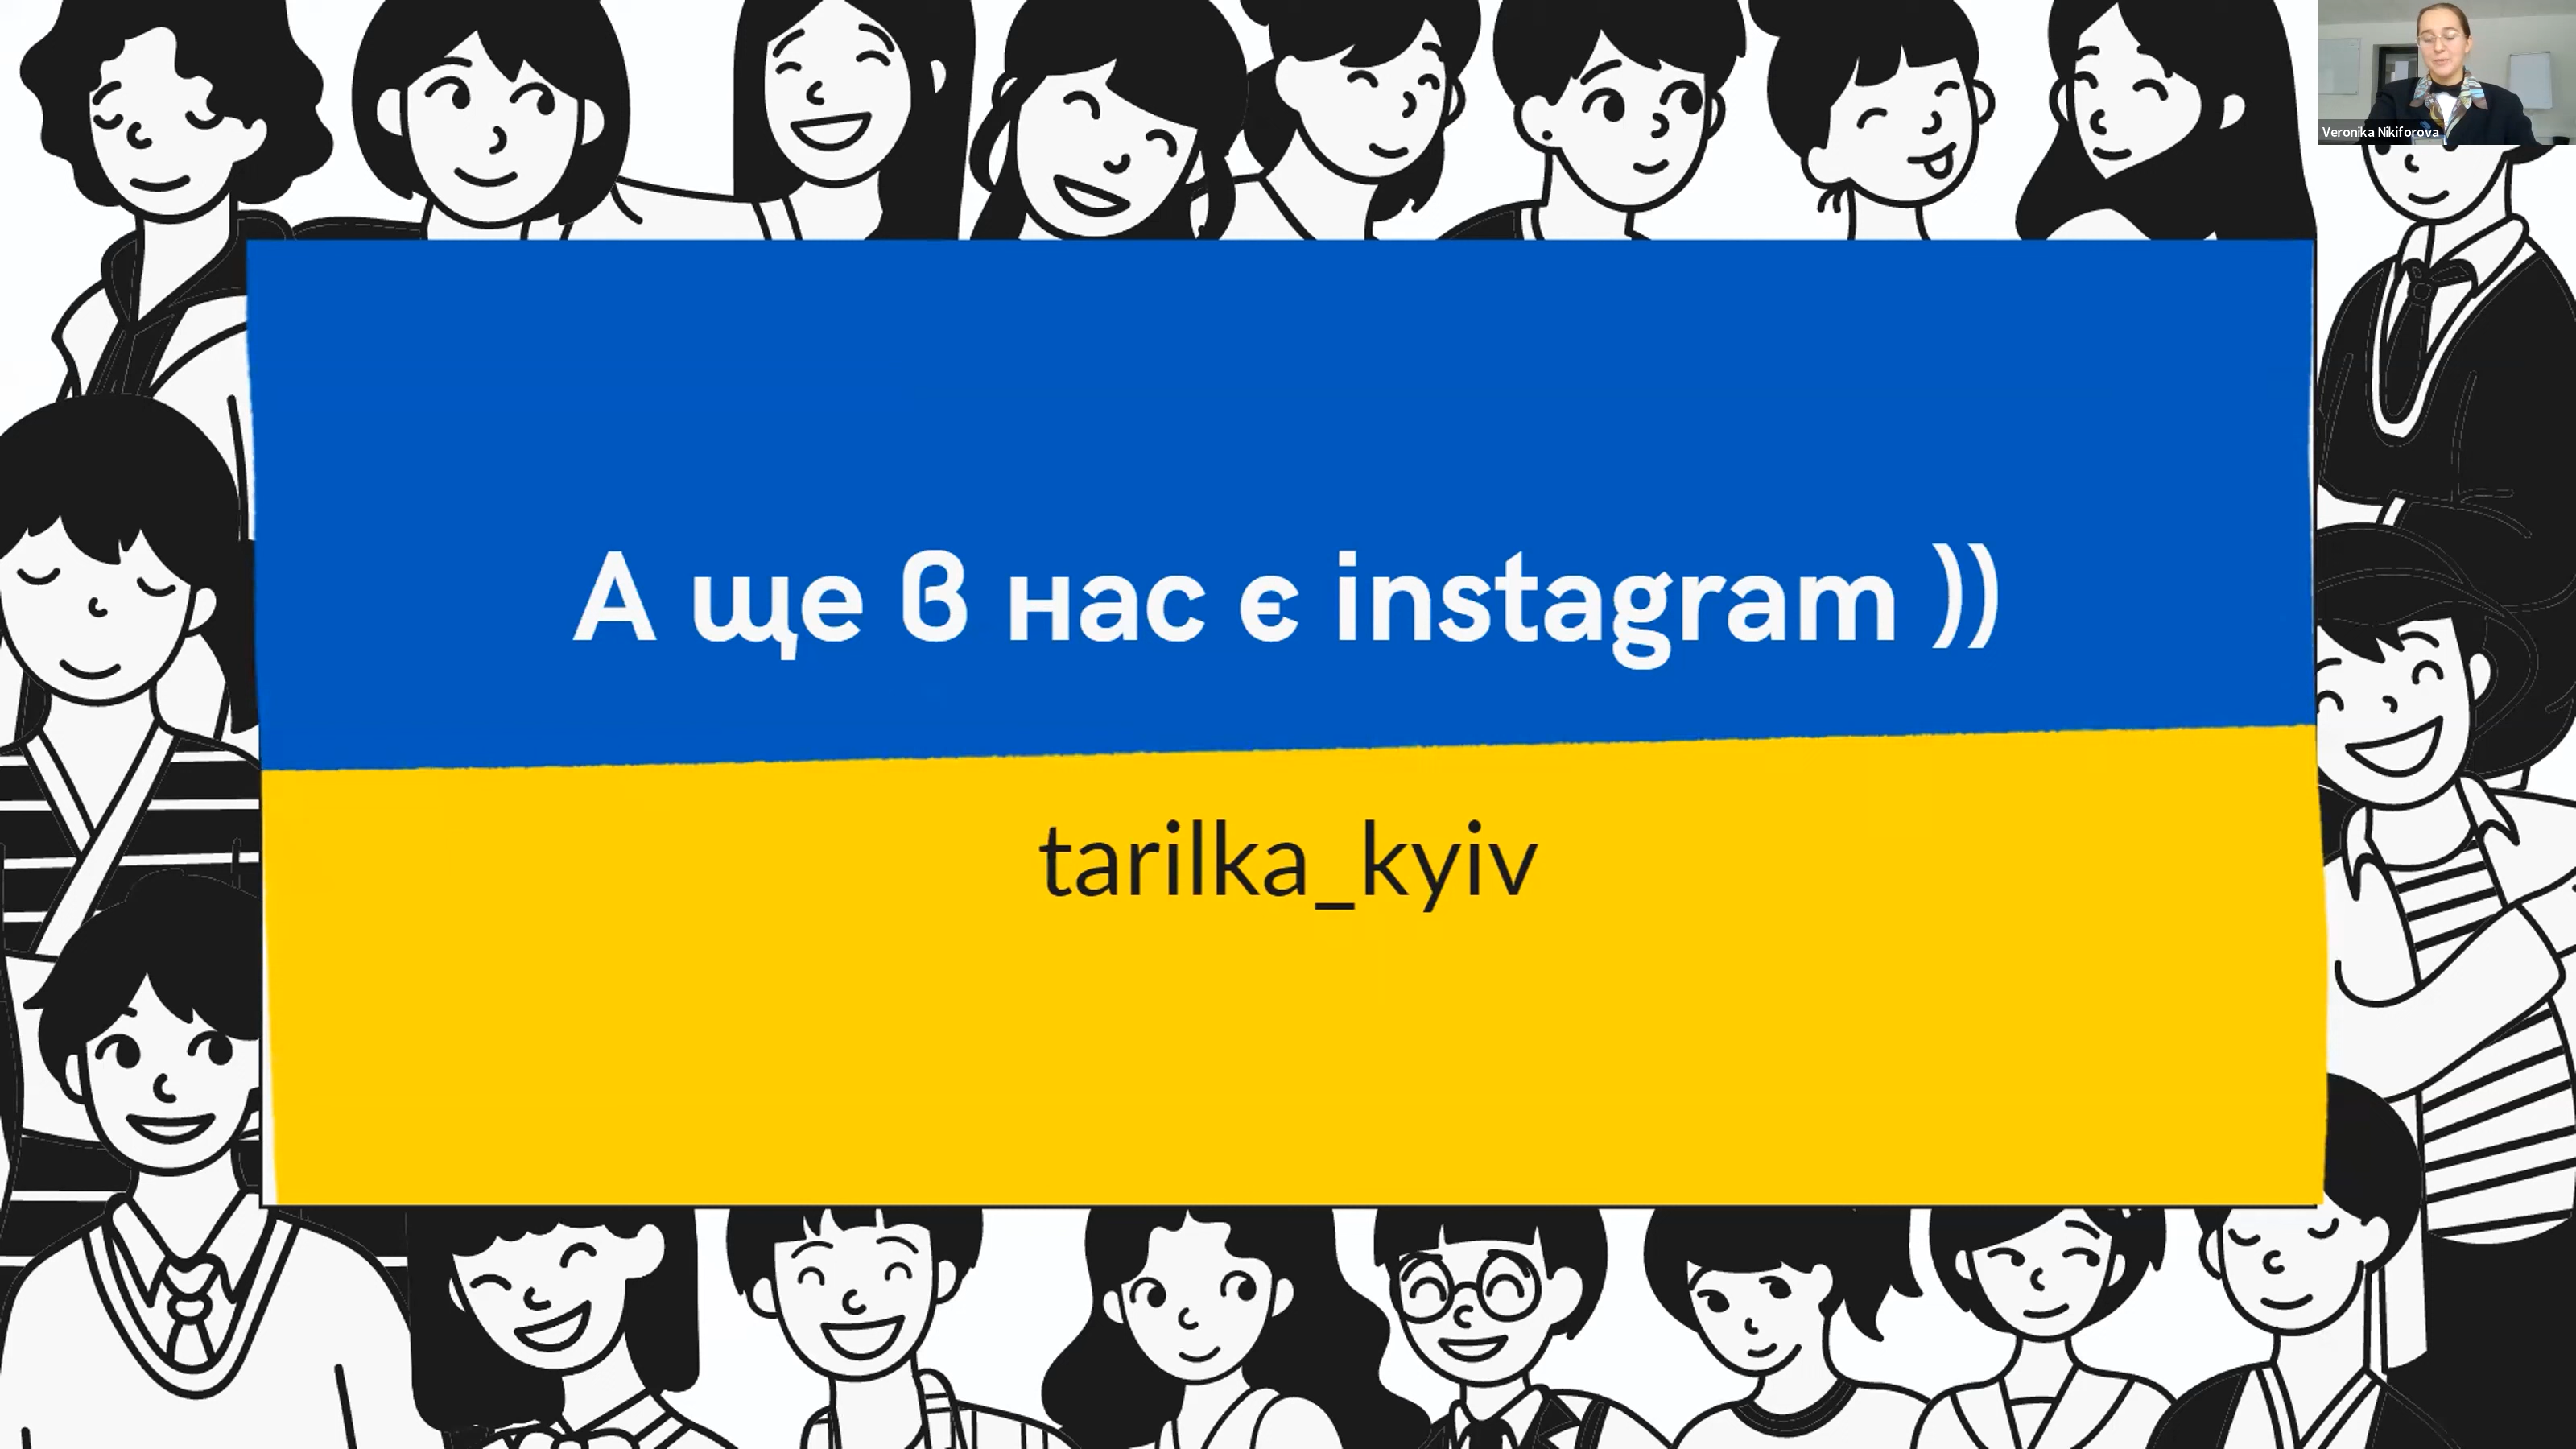 Veronika Nikiforova
А ще в нас є instagram ))
tarilka_kyiv